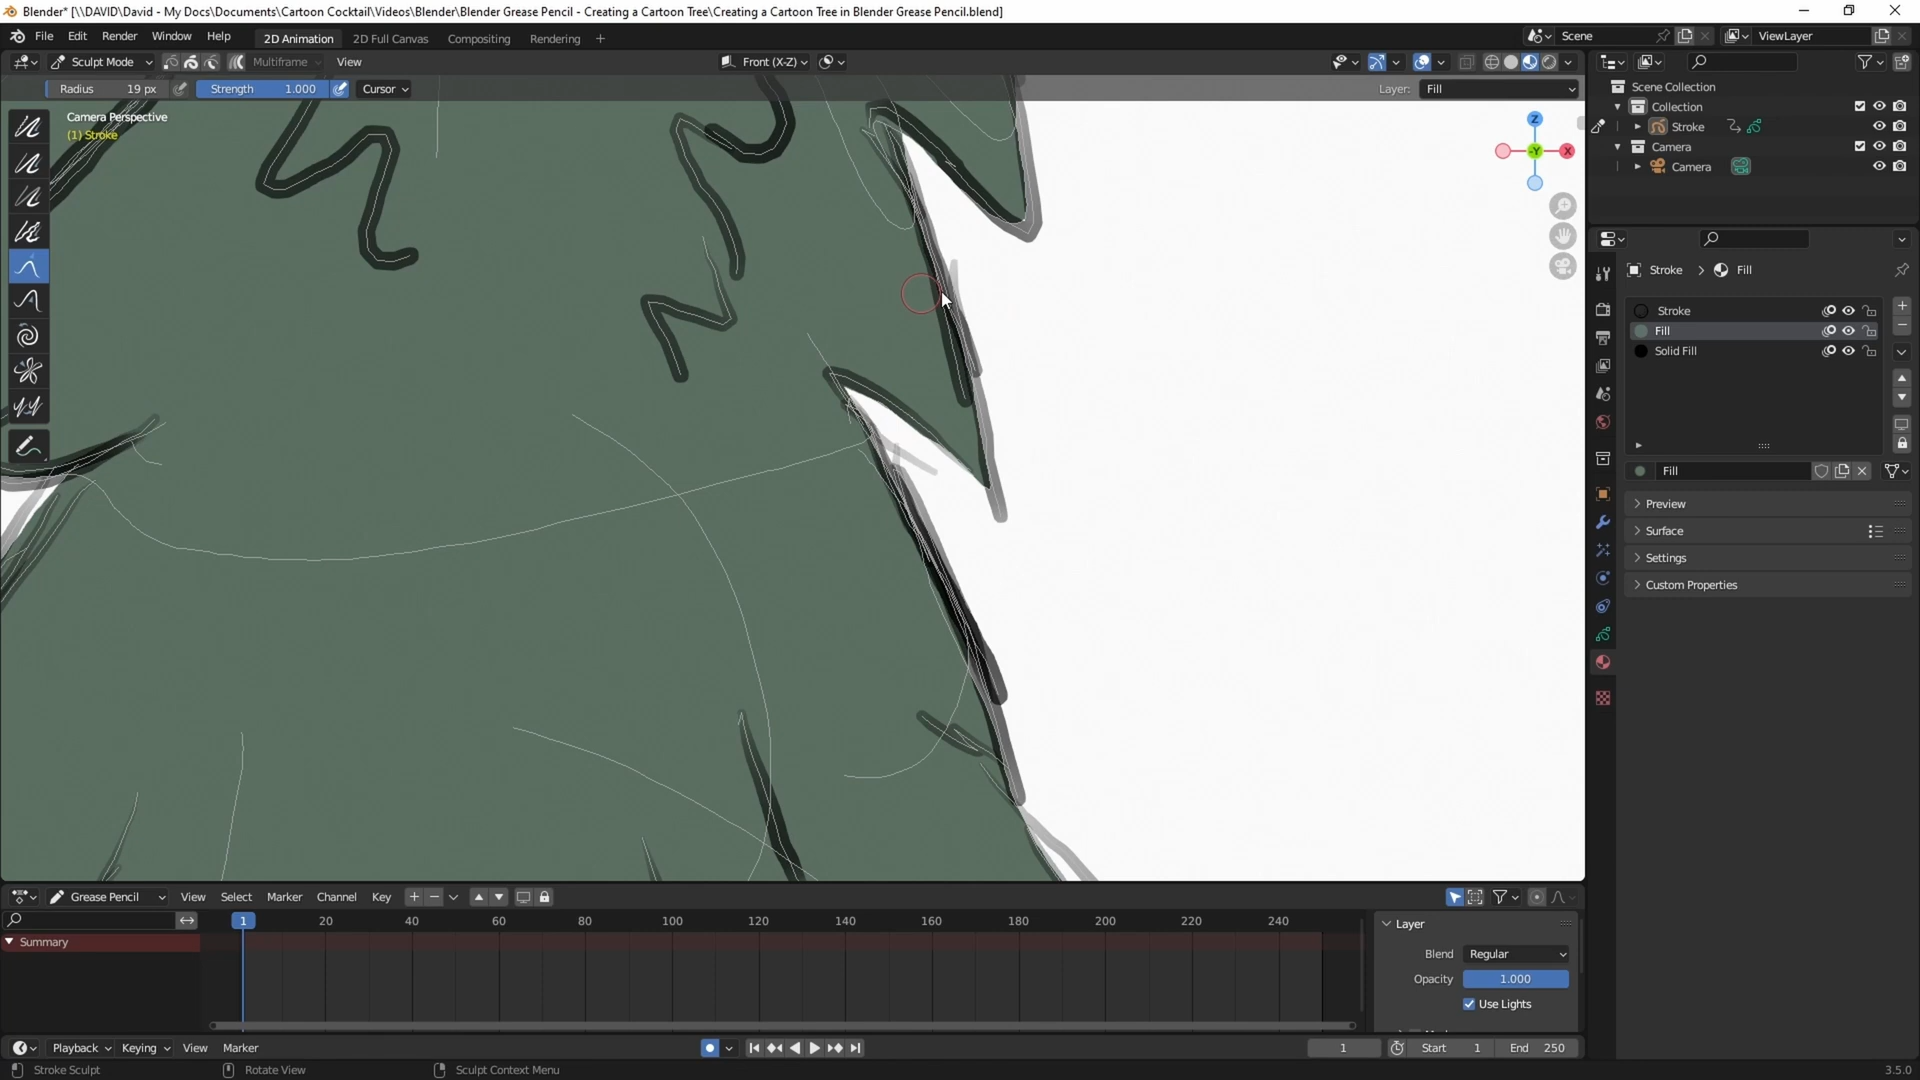 Blender* [\\DAVID\David - My Docs\Documents\Cartoon Cocktail\Videos\Blender\Blender Grease Pencil - Creating a Cartoon Tree\Creating a Cartoon Tree in Blender Grease Pencil.blend]
File Edit Render Window Help 2D Animation 2D Full Canvas Compositing Rendering + Scene ViewLayer
Sculpt Mode Multiframe View Front (X-Z)
Radius 19 px Strength 1.000 Cursor Layer: Fill
Camera Perspective
(1) Stroke
Z
-Y X
Scene Collection
Collection
Stroke
Camera
Camera
Stroke > Fill
Stroke
Fill
Solid Fill
Fill
Preview
Surface
Settings
Custom Properties
Grease Pencil View Select Marker Channel Key
1 20 40 60 80 100 120 140 160 180 200 220 240
Summary
Layer
Blend Regular
Opacity 1.000
Use Lights
Playback Keying View Marker 1 Start 1 End 250
Stroke Sculpt Rotate View Sculpt Context Menu 3.5.0